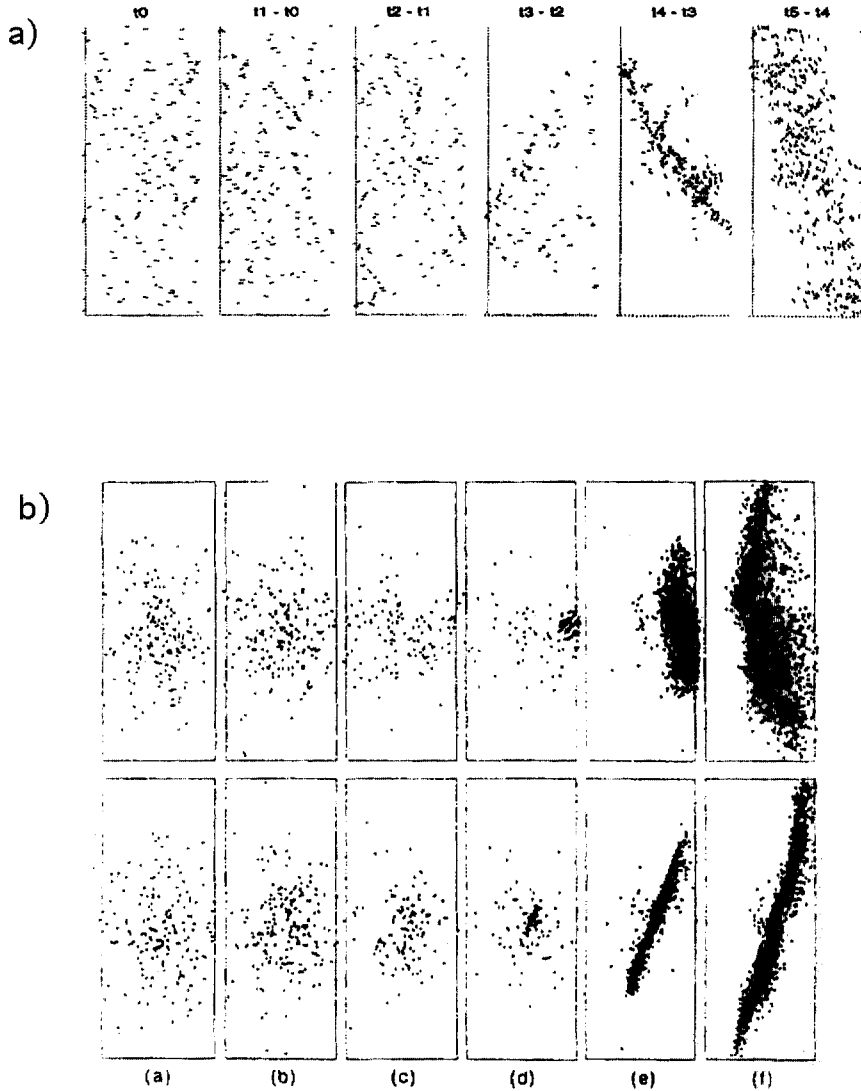 a)
t0 t1 - t0 t2 - t1 t3 - t2 t4 - t3 t5 - t4
b)
(a) (b) (c) (d) (e) (f)